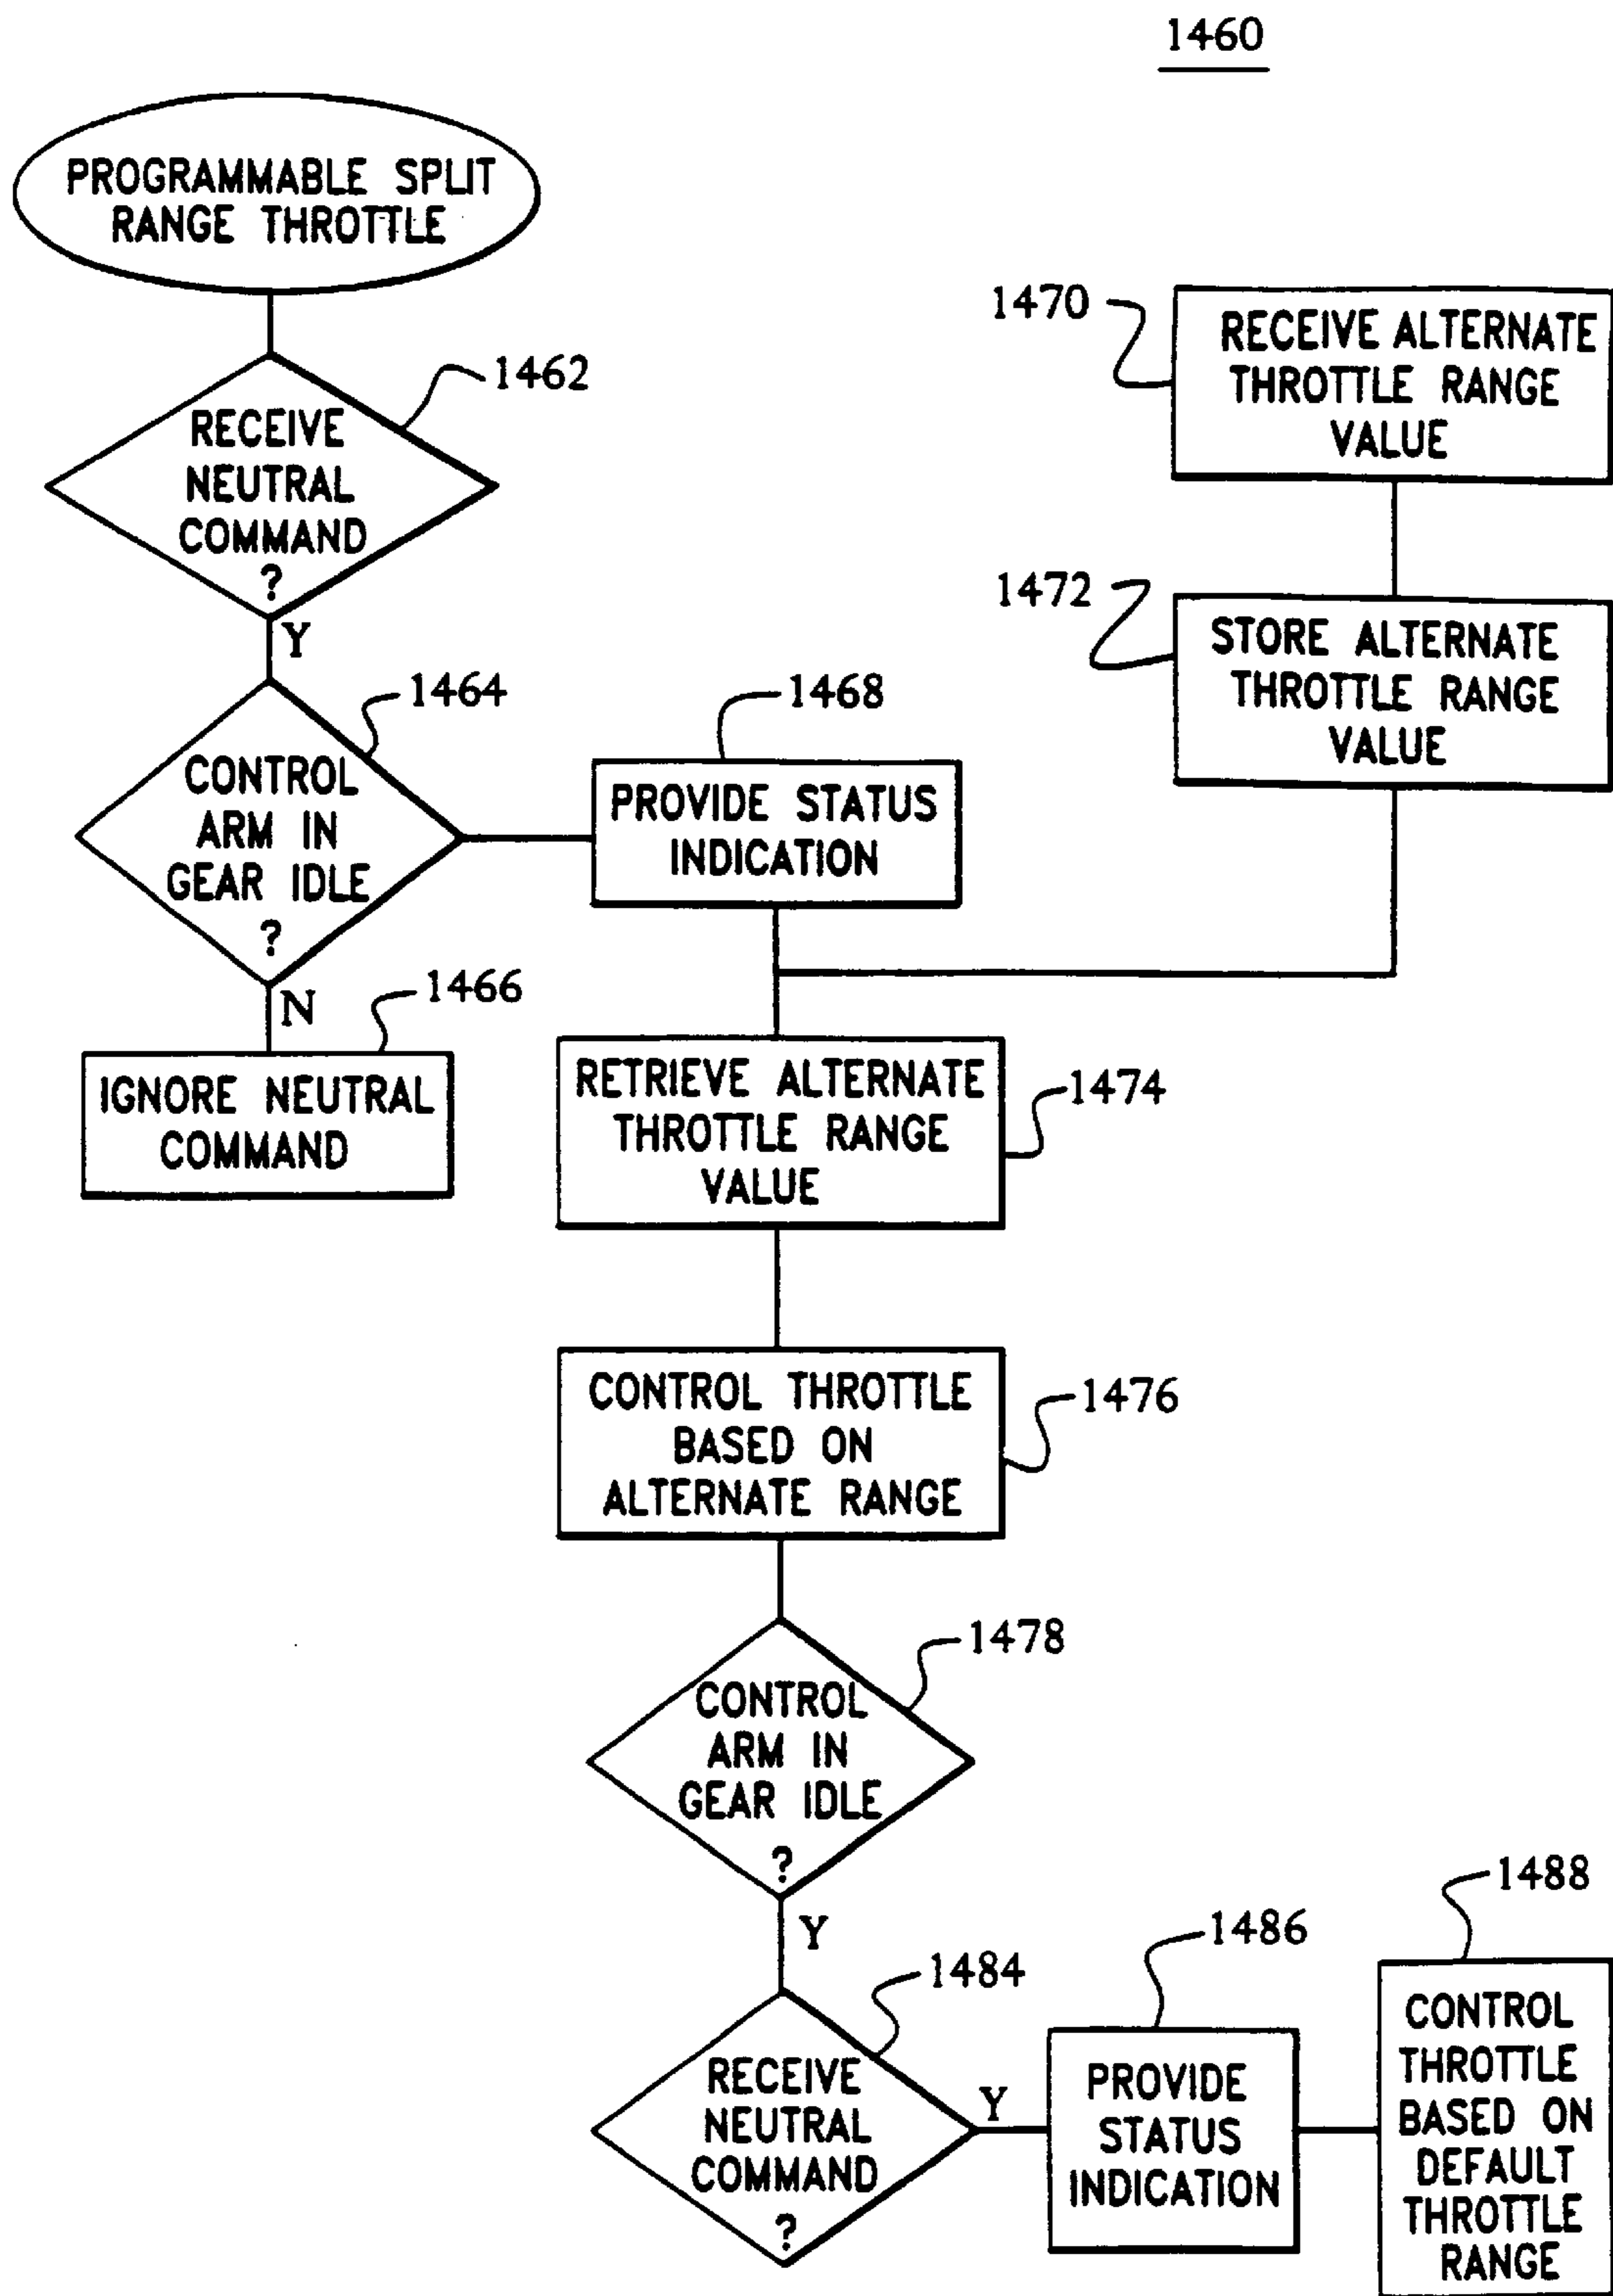 1460
PROGRAMMABLE SPLIT
RANGE THROTTLE
1462
RECEIVE
NEUTRAL
COMMAND
?
Y
1470
RECEIVE ALTERNATE
THROTTLE RANGE
VALUE
1472
STORE ALTERNATE
THROTTLE RANGE
VALUE
1464
CONTROL
ARM IN
GEAR IDLE
?
N
1468
PROVIDE STATUS
INDICATION
1466
IGNORE NEUTRAL
COMMAND
RETRIEVE ALTERNATE
THROTTLE RANGE
VALUE
1474
CONTROL THROTTLE
BASED ON
ALTERNATE RANGE
1476
1478
CONTROL
ARM IN
GEAR IDLE
?
Y
1484
RECEIVE
NEUTRAL
COMMAND
?
Y
1486
PROVIDE
STATUS
INDICATION
1488
CONTROL
THROTTLE
BASED ON
DEFAULT
THROTTLE
RANGE